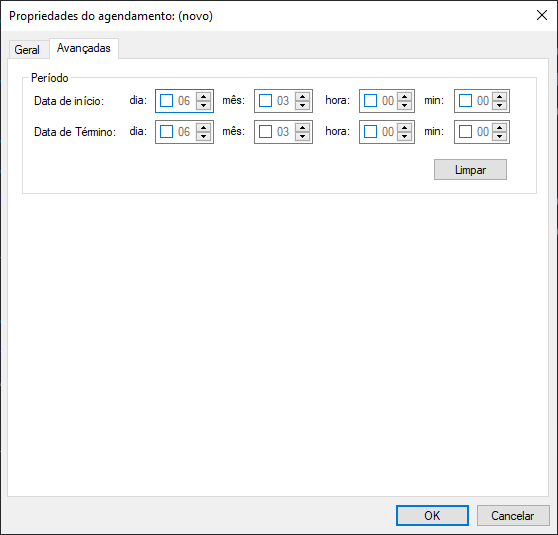 Propriedades do agendamento: (novo)
Geral Avançadas
Período
Data de início: dia: 06 mês: 03 hora: 00 min: 00
Data de Término: dia: 06 mês: 03 hora: 00 min: 00
Limpar
OK Cancelar